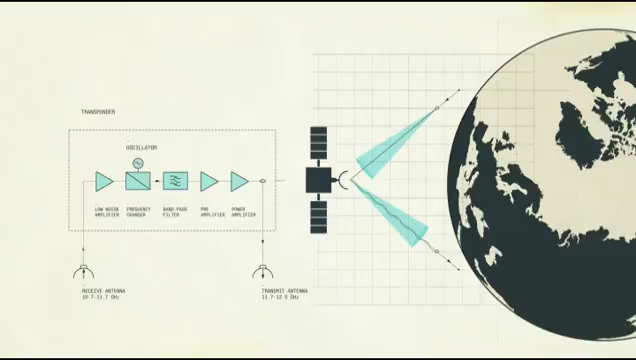 TRANSPONDER
OSCILLATOR
LOW NOISE
AMPLIFIER
FREQUENCY
CHANGER
BAND-PASS
FILTER
PRE
AMPLIFIER
POWER
AMPLIFIER
RECEIVE ANTENNA
10.7-11.7 GHz
TRANSMIT ANTENNA
11.7-12.5 GHz